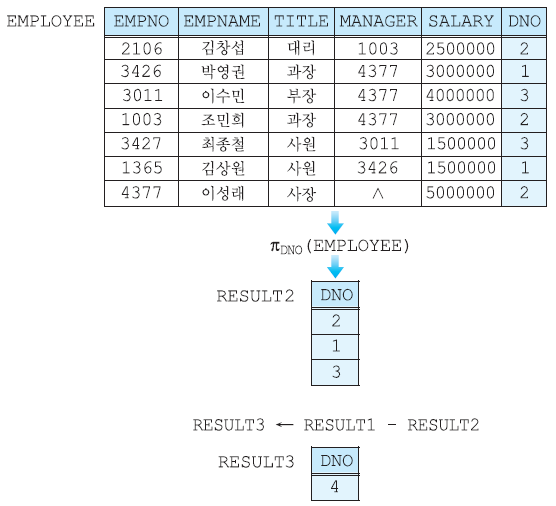 EMPLOYEE EMPNO EMPNAME TITLE MANAGER SALARY DNO
2106 김창섭 대리 1003 2500000 2
3426 박영권 과장 4377 3000000 1
3011 이수민 부장 4377 4000000 3
1003 조민희 과장 4377 3000000 2
3427 최종철 사원 3011 1500000 3
1365 김상원 사원 3426 1500000 1
4377 이성래 사장 ∧ 5000000 2
πDNO(EMPLOYEE)
RESULT2 DNO
2
1
3
RESULT3 ← RESULT1 - RESULT2
RESULT3 DNO
4